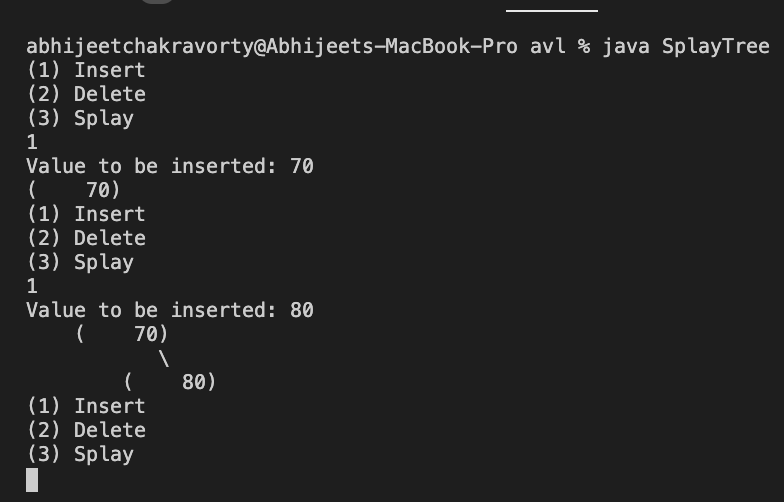 abhijeetchakravorty@Abhijeets-MacBook-Pro avl % java SplayTree
(1) Insert
(2) Delete
(3) Splay
1
Value to be inserted: 70
(    70)
(1) Insert
(2) Delete
(3) Splay
1
Value to be inserted: 80
    (    70)
           \
        (    80)
(1) Insert
(2) Delete
(3) Splay